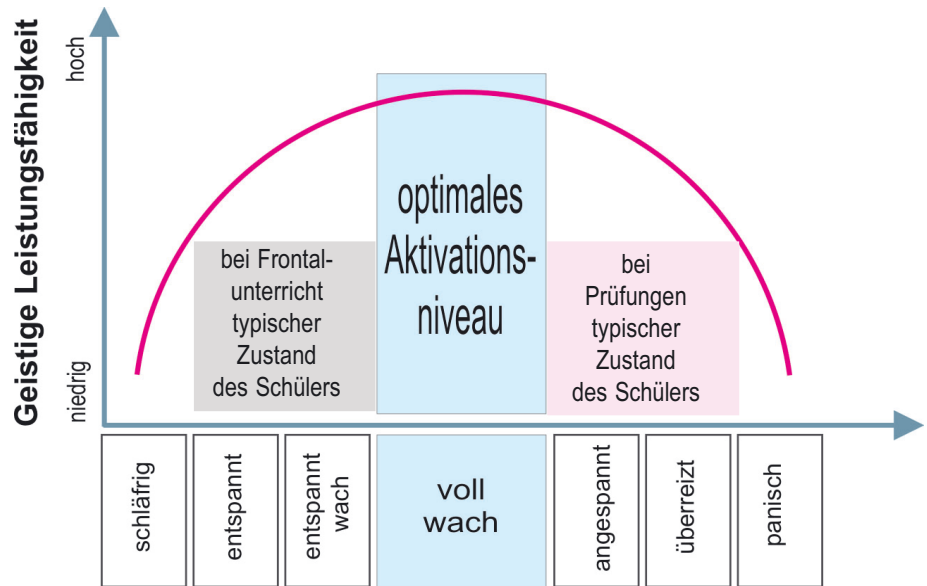 Geistige Leistungsfähigkeit
hoch
niedrig
optimales
Aktivations-
niveau
bei Frontal-
unterricht
typischer
Zustand
des Schülers
bei
Prüfungen
typischer
Zustand
des Schülers
schläfrig
entspannt
entspannt
wach
voll
wach
angespannt
überreizt
panisch